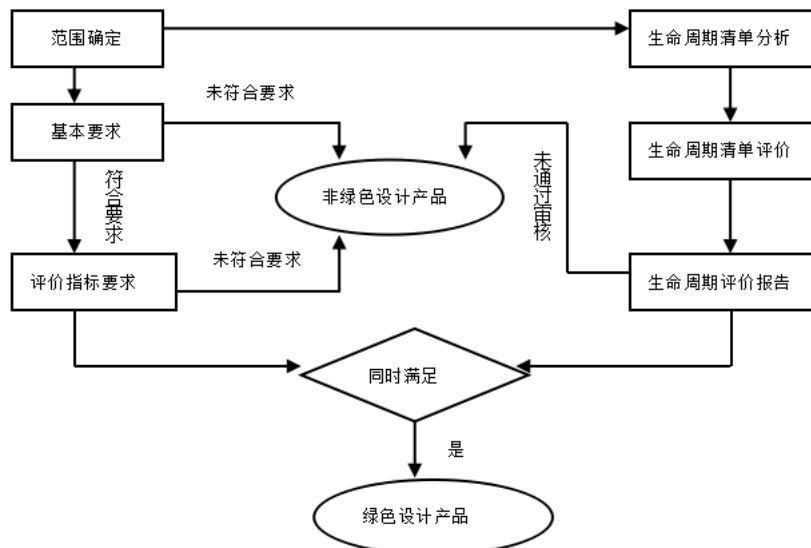 范围确定
生命周期清单分析
未符合要求
基本要求
生命周期清单评价
符合要求
未通过审核
非绿色设计产品
评价指标要求
未符合要求
生命周期评价报告
同时满足
是
绿色设计产品